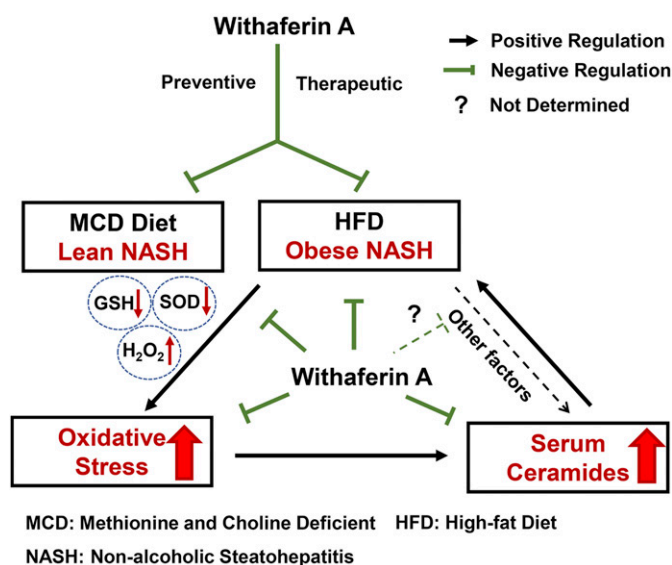 Withaferin A
Preventive
Therapeutic
Positive Regulation
Negative Regulation
? Not Determined
MCD Diet
Lean NASH
HFD
Obese NASH
GSH
SOD
H₂O₂
?
Other factors
Withaferin A
Oxidative
Stress
Serum
Ceramides
MCD: Methionine and Choline Deficient HFD: High-fat Diet
NASH: Non-alcoholic Steatohepatitis